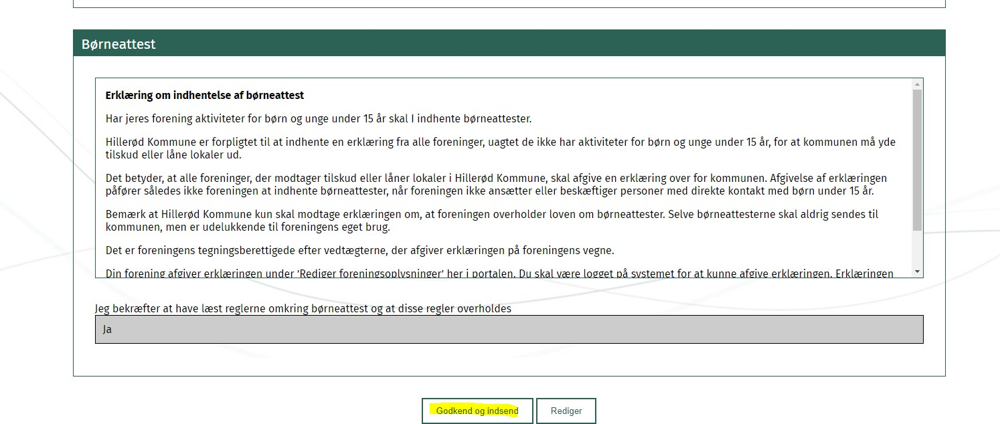 Børneattest
Erklæring om indhentelse af børneattest
Har jeres forening aktiviteter for børn og unge under 15 år skal I indhente børneattester.
Hillerød Kommune er forpligtet til at indhente en erklæring fra alle foreninger, uagtet de ikke har aktiviteter for børn og unge under 15 år, for at kommunen må yde
tilskud eller låne lokaler ud.
Det betyder, at alle foreninger, der modtager tilskud eller låner lokaler i Hillerød Kommune, skal afgive en erklæring over for kommunen. Afgivelse af erklæringen
påfører således ikke foreningen at indhente børneattester, når foreningen ikke ansætter eller beskæftiger personer med direkte kontakt med børn under 15 år.
Bemærk at Hillerød Kommune kun skal modtage erklæringen om, at foreningen overholder loven om børneattester. Selve børneattesterne skal aldrig sendes til
kommunen, men er udelukkende til foreningens eget brug.
Det er foreningens tegningsberettigede efter vedtægterne, der afgiver erklæringen på foreningens vegne.
Din forening afgiver erklæringen under ’Rediger foreningsoplysninger’ her i portalen. Du skal være logget på systemet for at kunne afgive erklæringen. Erklæringen
Jeg bekræfter at have læst reglerne omkring børneattest og at disse regler overholdes
Ja
Godkend og indsend
Rediger